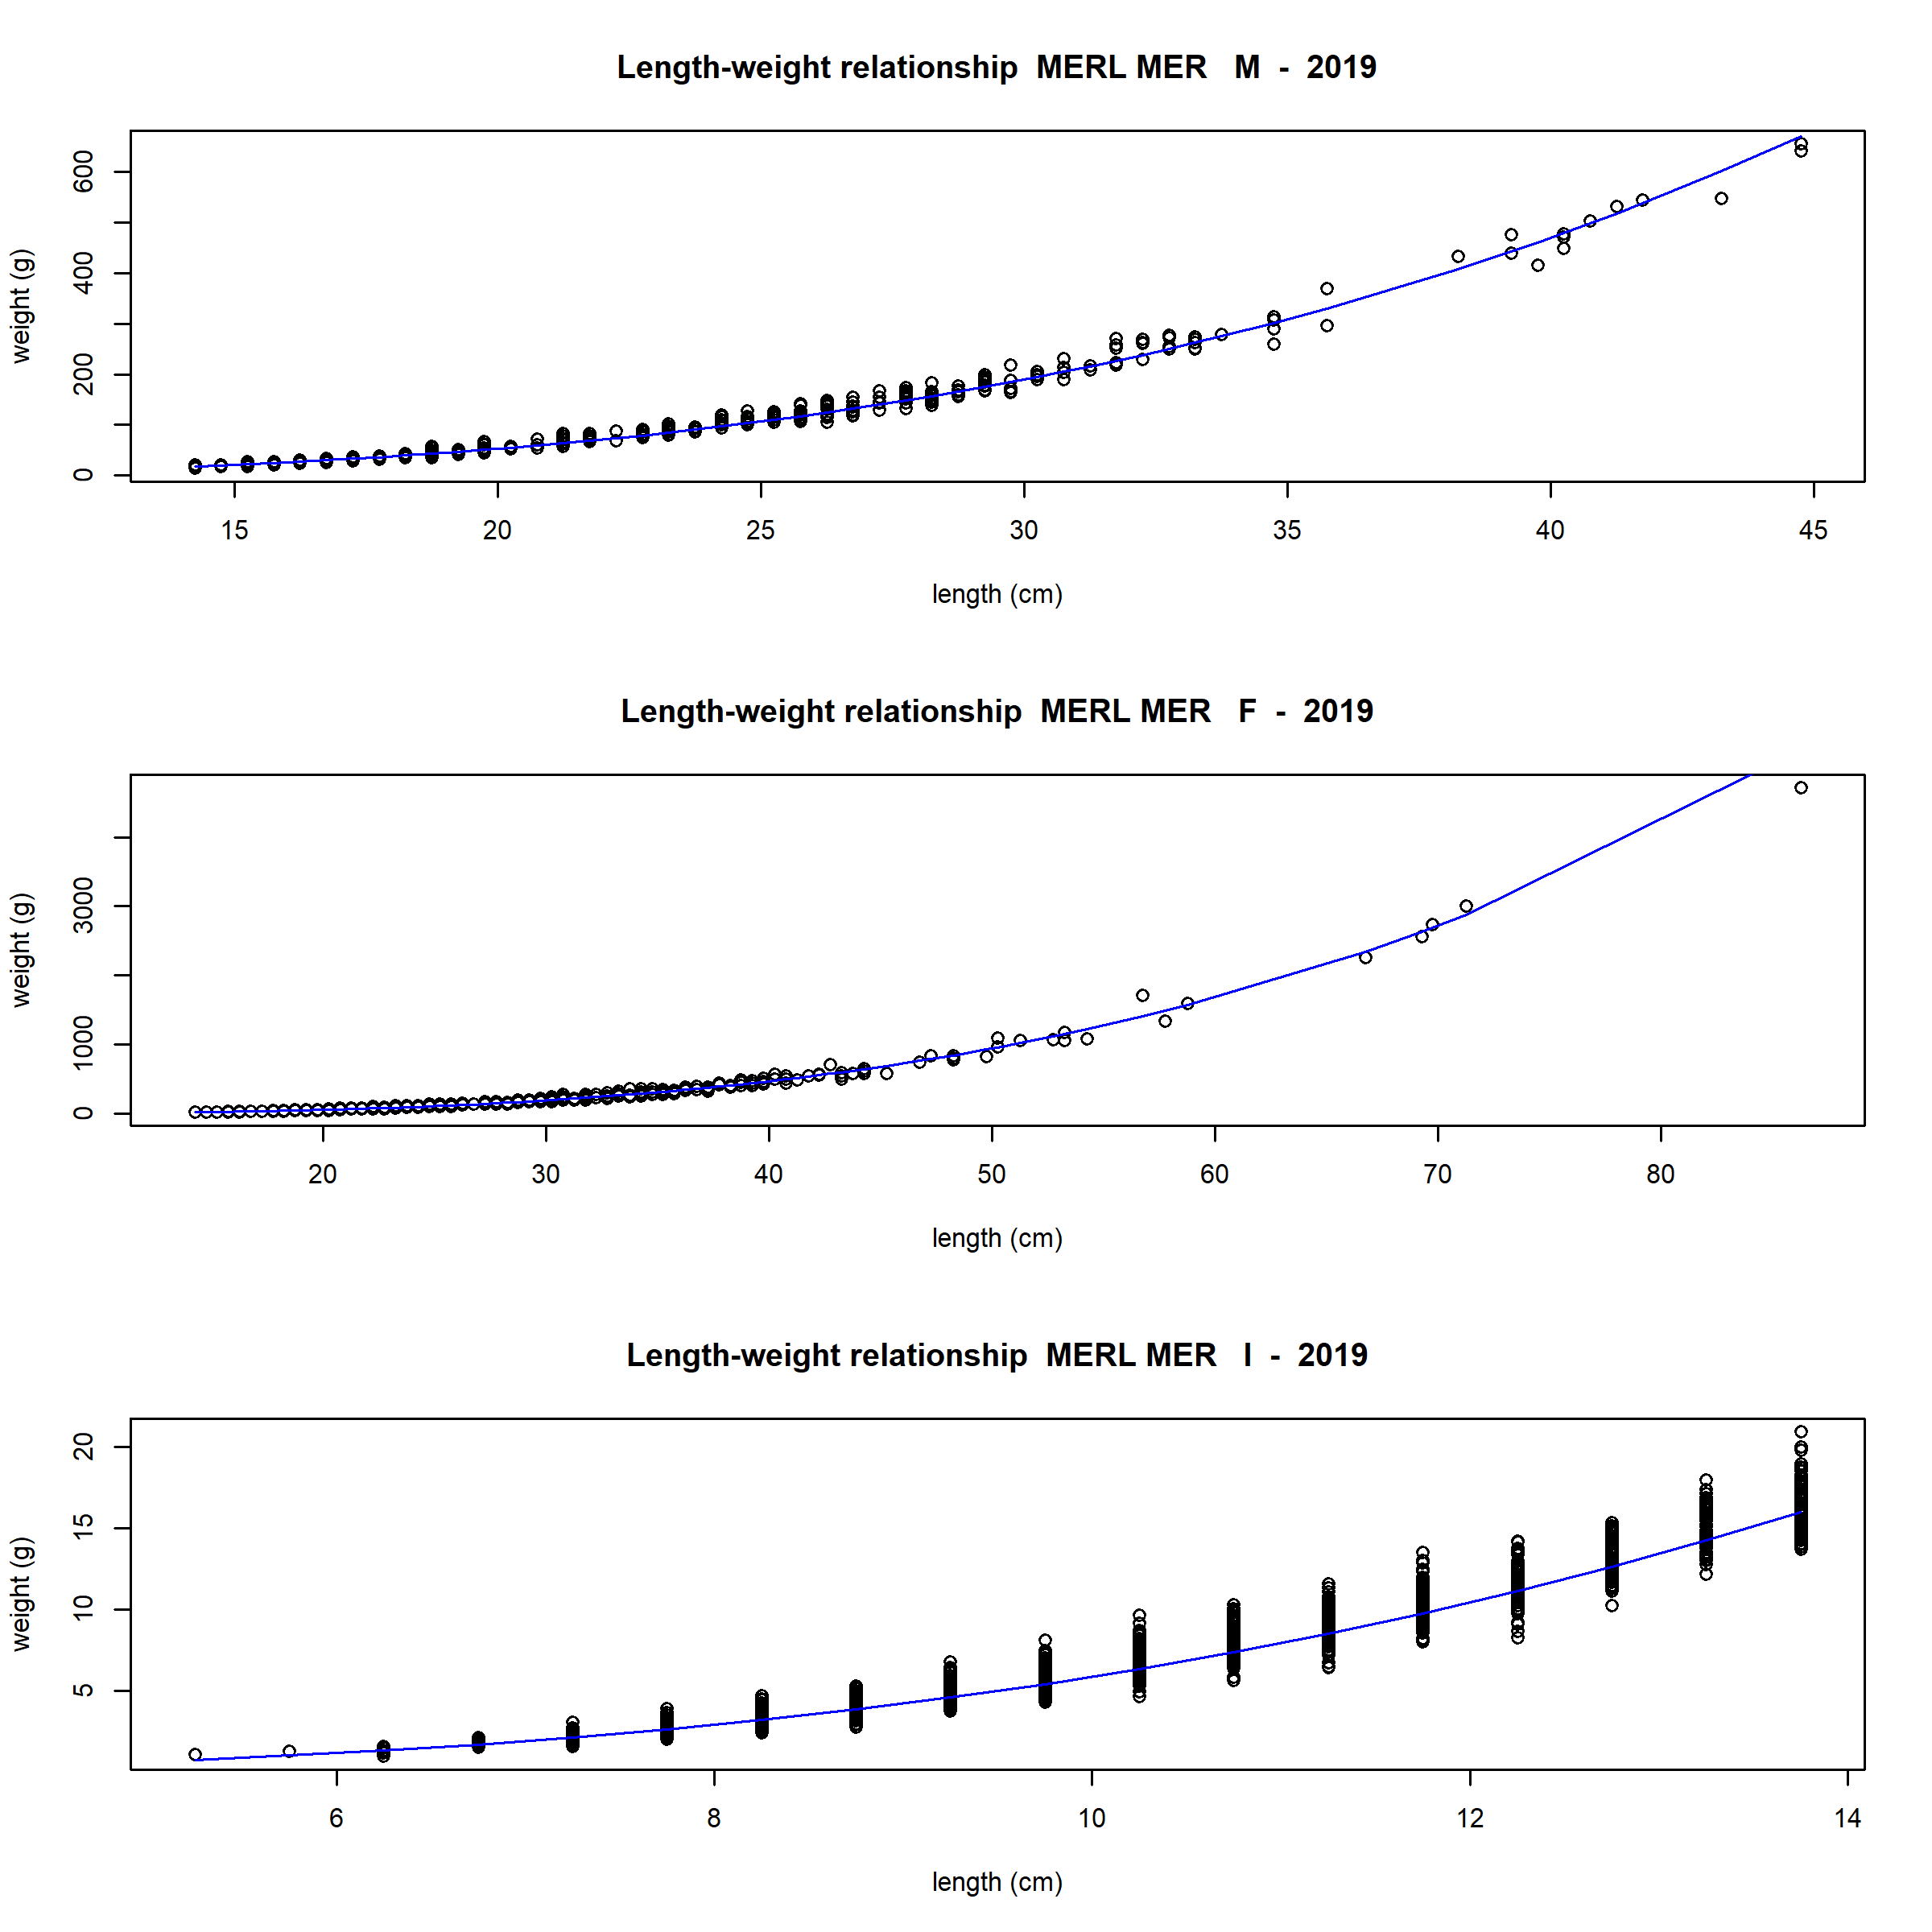 Length-weight relationship MERL MER M - 2019
weight (g)
600
400
200
0
15 20 25 30 35 40 45
length (cm)
Length-weight relationship MERL MER F - 2019
weight (g)
3000
1000
0
20 30 40 50 60 70 80
length (cm)
Length-weight relationship MERL MER I - 2019
weight (g)
20
15
10
5
6 8 10 12 14
length (cm)